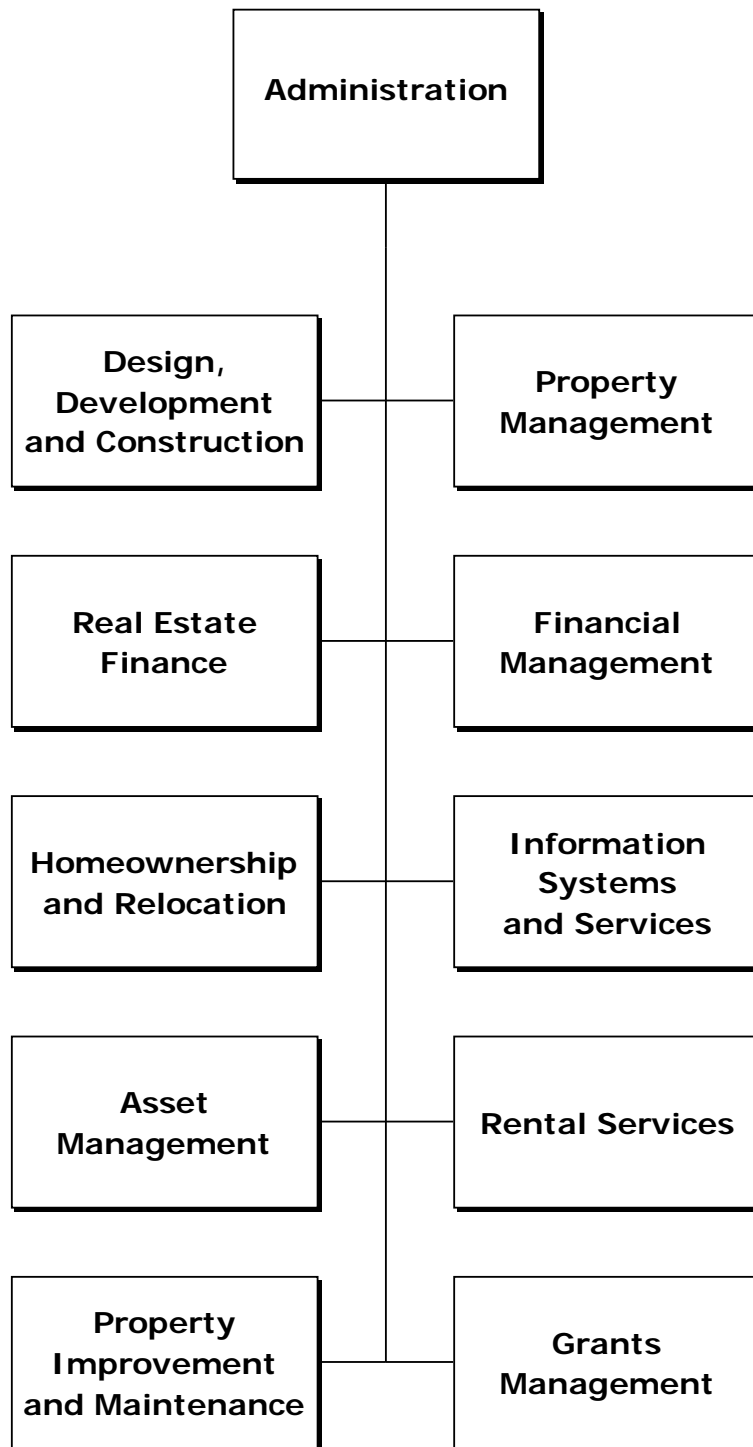 Administration
Design,
Development
and Construction
Property
Management
Real Estate
Finance
Financial
Management
Homeownership
and Relocation
Information
Systems
and Services
Asset
Management
Rental Services
Property
Improvement
and Maintenance
Grants
Management